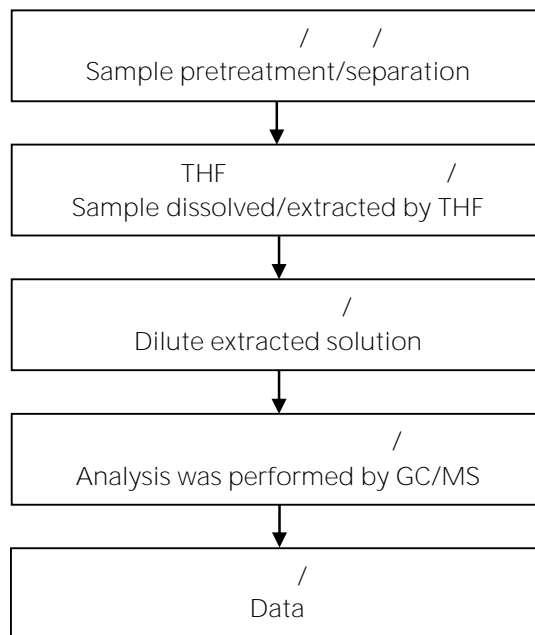 / /
Sample pretreatment/separation
THF /
Sample dissolved/extracted by THF
/
Dilute extracted solution
/
Analysis was performed by GC/MS
/
Data